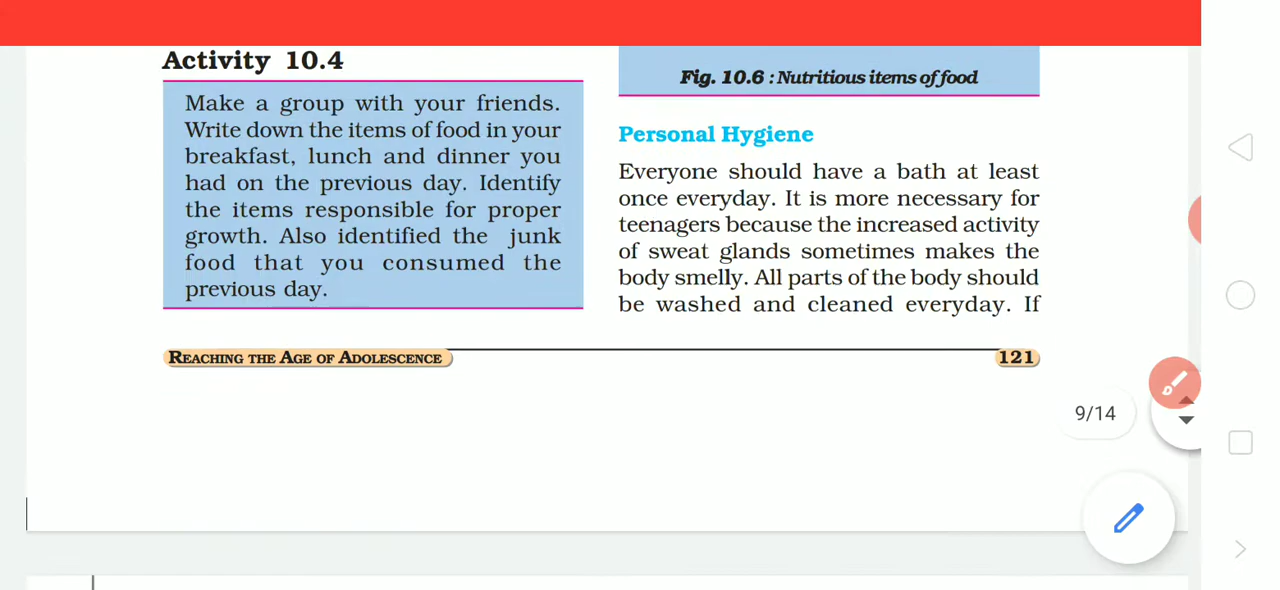 Activity 10.4
Make a group with your friends.
Write down the items of food in your
breakfast, lunch and dinner you
had on the previous day. Identify
the items responsible for proper
growth. Also identified the junk
food that you consumed the
previous day.
Fig. 10.6 : Nutritious items of food
Personal Hygiene
Everyone should have a bath at least
once everyday. It is more necessary for
teenagers because the increased activity
of sweat glands sometimes makes the
body smelly. All parts of the body should
be washed and cleaned everyday. If
REACHING THE AGE OF ADOLESCENCE
121
9/14